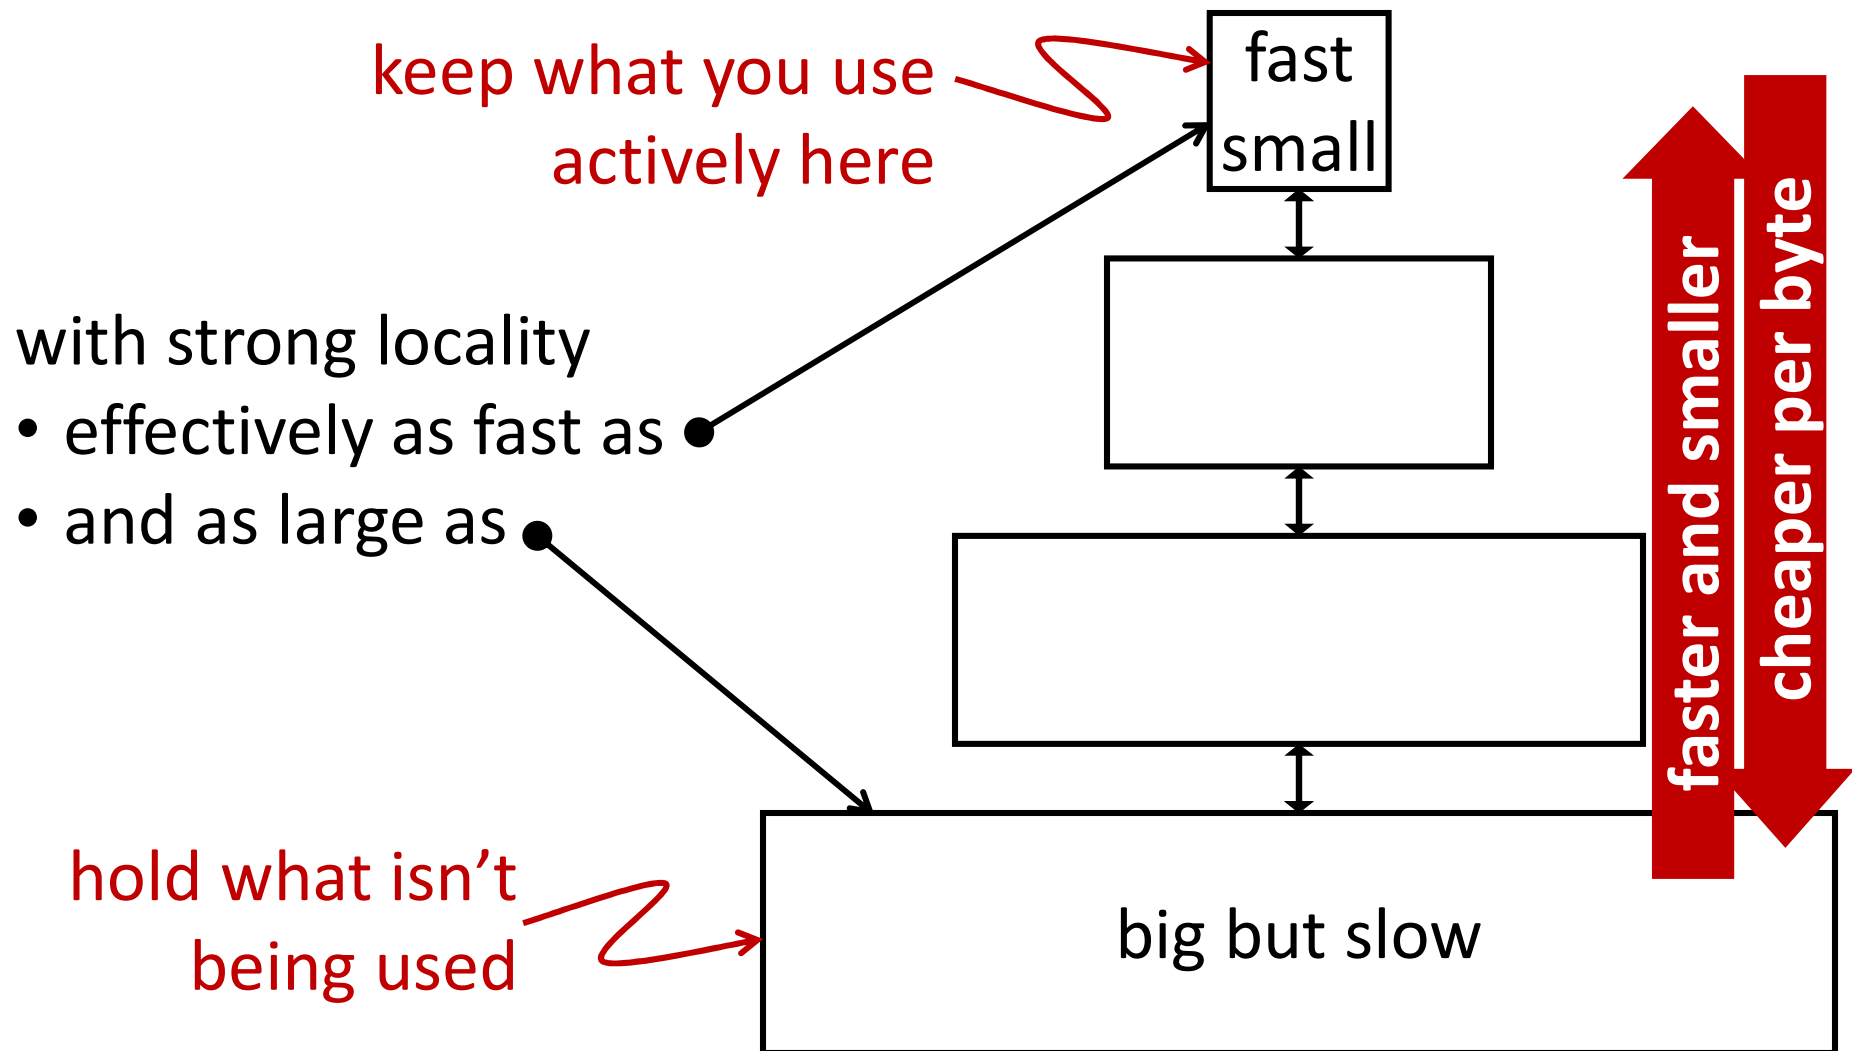 keep what you use
actively here
fast
small
with strong locality
• effectively as fast as
• and as large as
faster and smaller
cheaper per byte
hold what isn’t
being used
big but slow